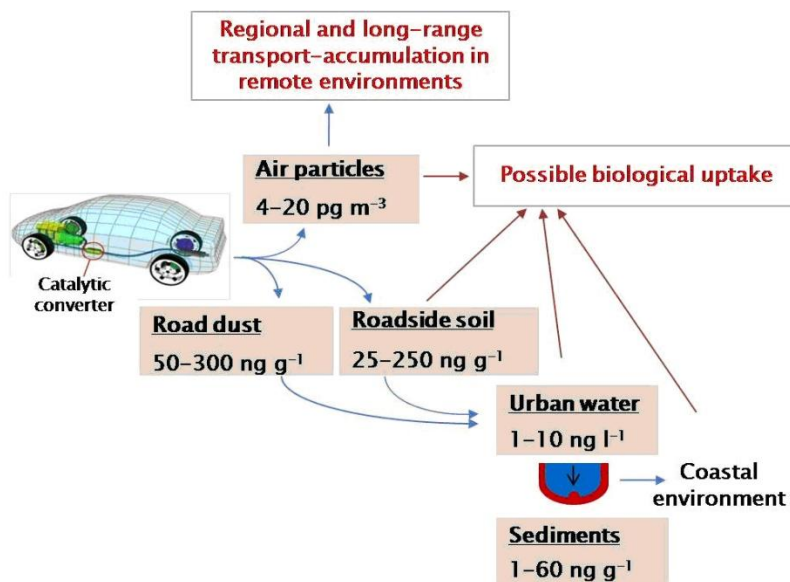 Regional and long-range
transport-accumulation in
remote environments
Air particles
4-20 pg m⁻³
Possible biological uptake
Catalytic
converter
Road dust
50-300 ng g⁻¹
Roadside soil
25-250 ng g⁻¹
Urban water
1-10 ng l⁻¹
Coastal
environment
Sediments
1-60 ng g⁻¹